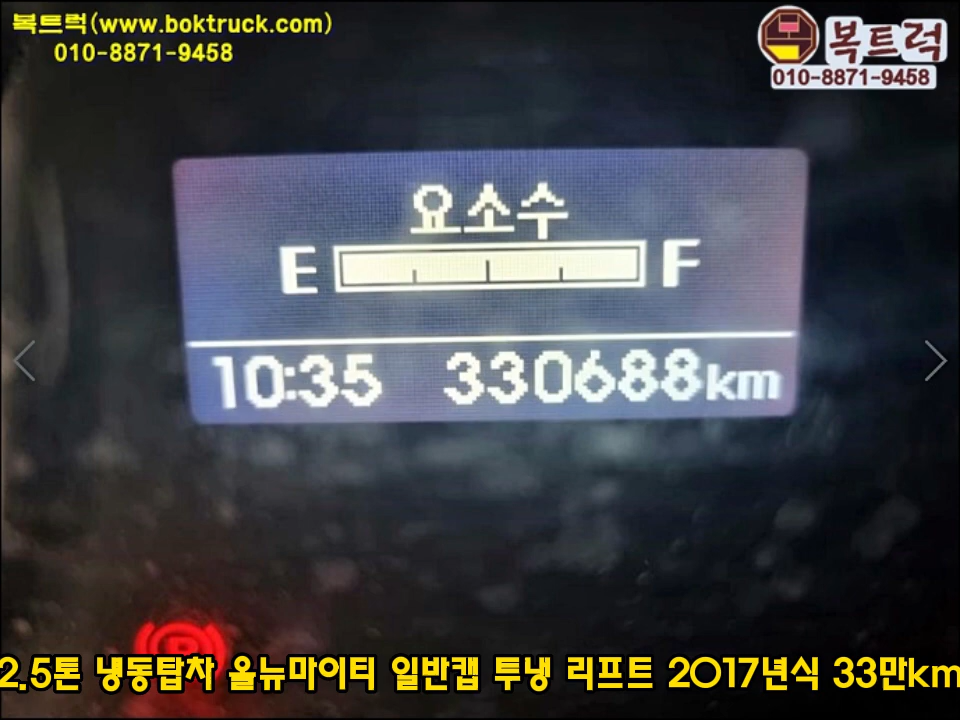 복트럭(www.boktruck.com)
010-8871-9458
복트럭
010-8871-9458
요소수
E F
10:35 330688km
2.5톤 냉동탑차 올뉴마이티 일반캡 투냉 리프트 2017년식 33만km